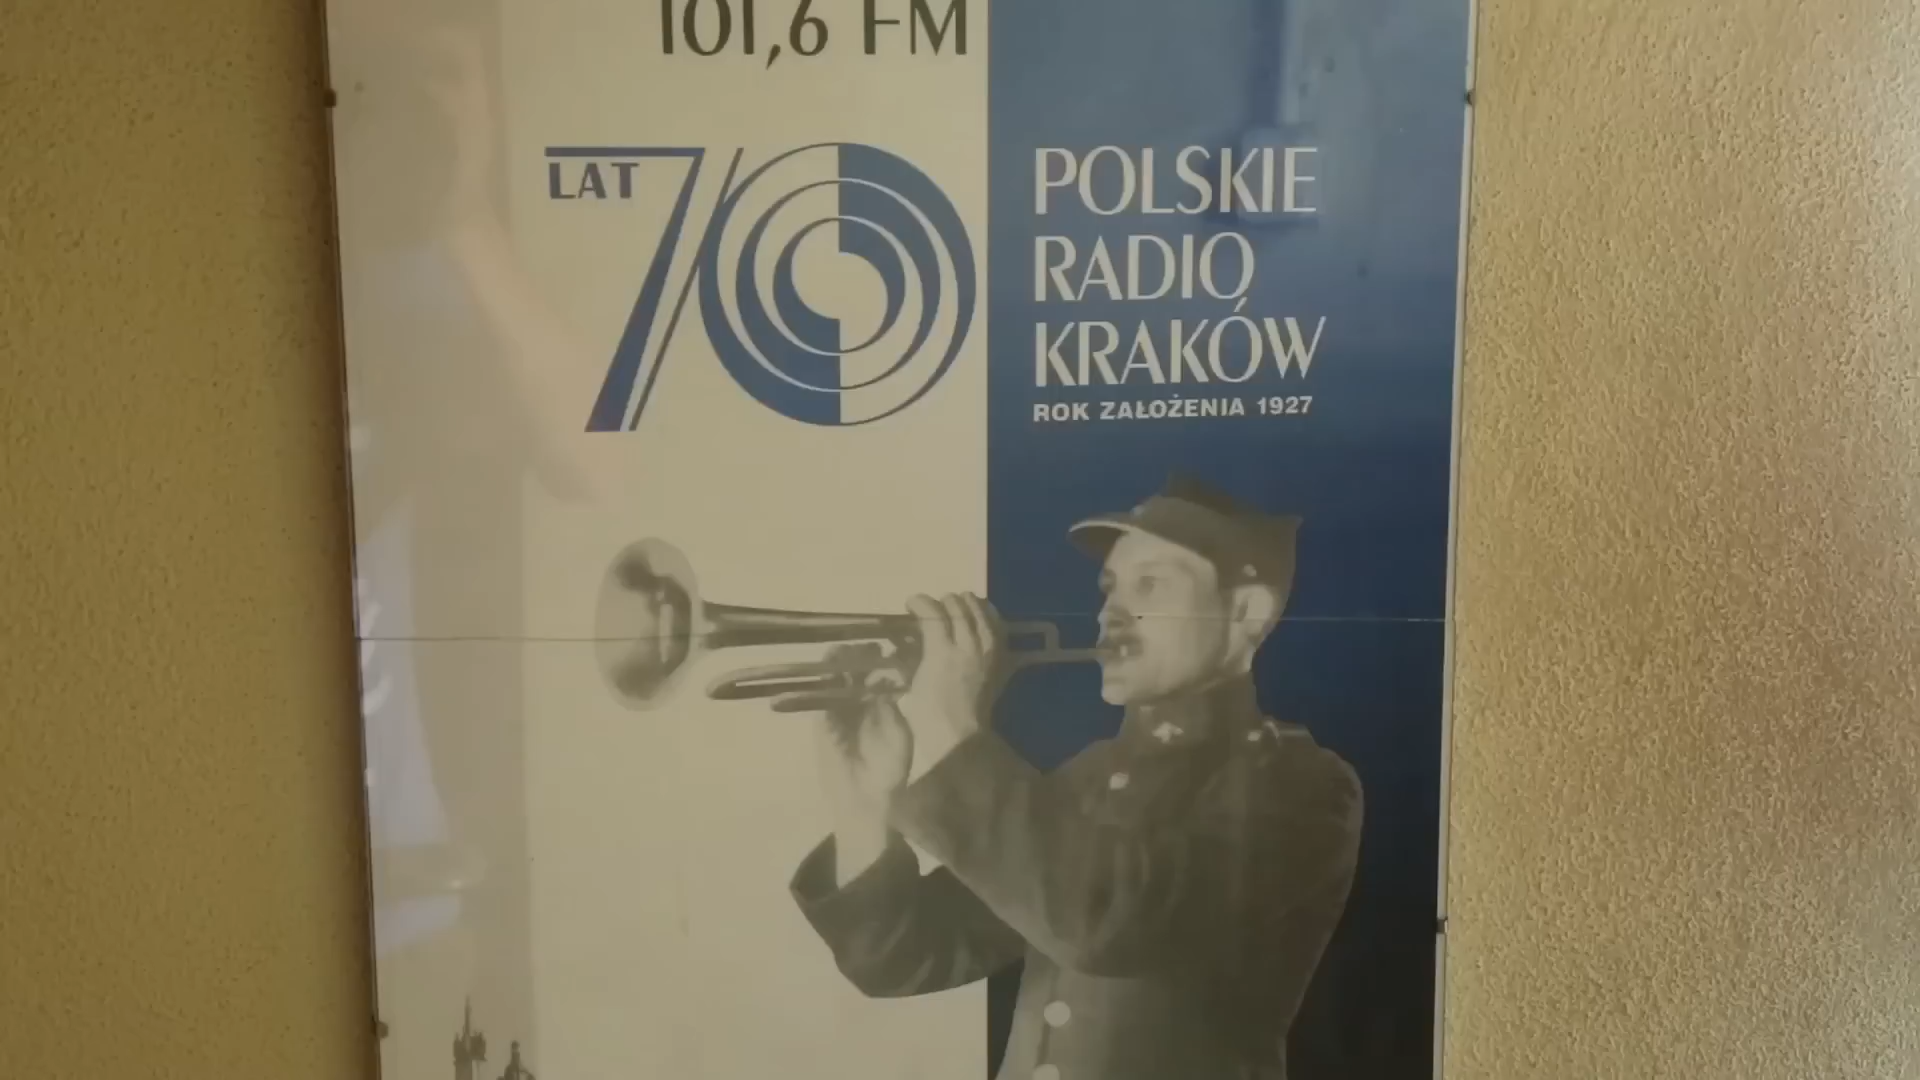 101,6 FM
LAT
70
POLSKIE
RADIO
KRAKÓW
ROK ZAŁOŻENIA 1927